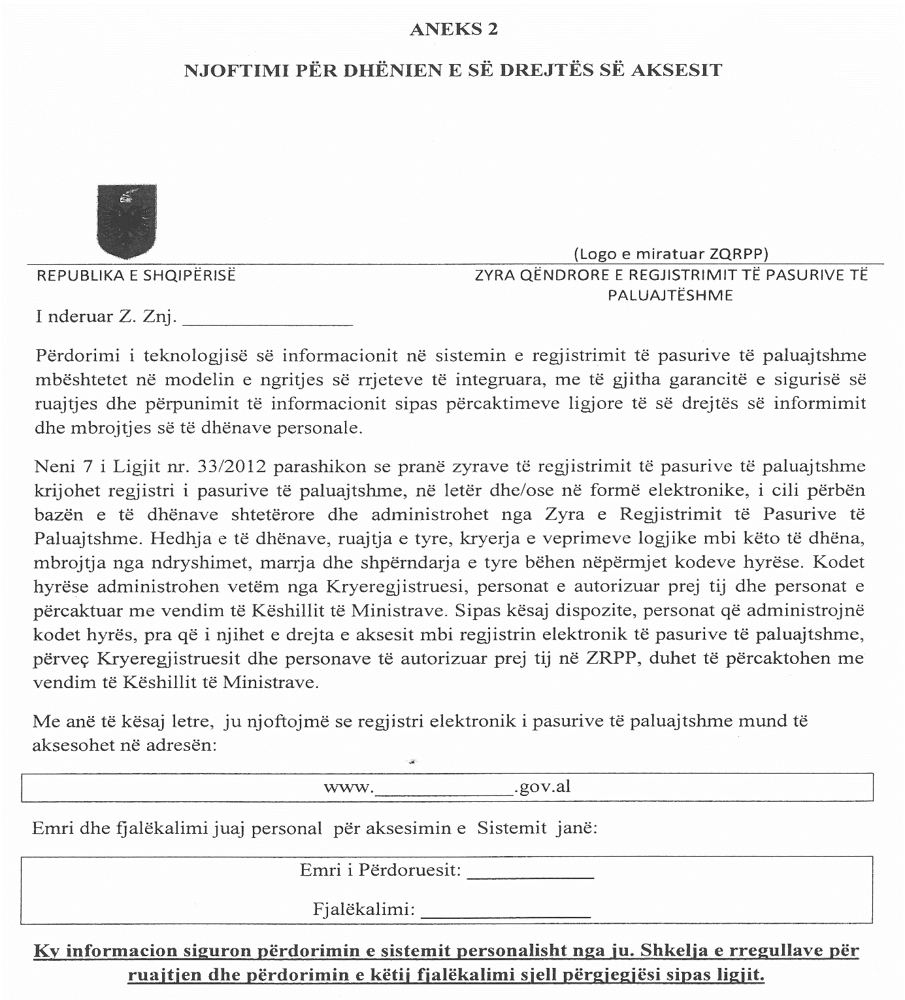 ANEKS 2
NJOFTIMI PËR DHËNIEN E SË DREJTËS SË AKSESIT
(Logo e miratuar ZQRPP)
REPUBLIKA E SHQIPËRISË
ZYRA QËNDRORE E REGJISTRIMIT TË PASURIVE TË
PALUAJTËSHME
I nderuar Z. Znj. __________________
Përdorimi i teknologjisë së informacionit në sistemin e regjistrimit të pasurive të paluajtshme
mbështetet në modelin e ngritjes së rrjeteve të integruara, me të gjitha garancitë e sigurisë së
ruajtjes dhe përpunimit të informacionit sipas përcaktimeve ligjore të së drejtës së informimit
dhe mbrojtjes së të dhënave personale.
Neni 7 i Ligjit nr. 33/2012 parashikon se pranë zyrave të regjistrimit të pasurive të paluajtshme
krijohet regjistri i pasurive të paluajtshme, në letër dhe/ose në formë elektronike, i cili përbën
bazën e të dhënave shtetërore dhe administrohet nga Zyra e Regjistrimit të Pasurive të
Paluajtshme. Hedhja e të dhënave, ruajtja e tyre, kryerja e veprimeve logjike mbi këto të dhëna,
mbrojtja nga ndryshimet, marrja dhe shpërndarja e tyre bëhen nëpërmjet kodeve hyrëse. Kodet
hyrëse administrohen vetëm nga Kryeregjistruesi, personat e autorizuar prej tij dhe personat e
përcaktuar me vendim të Këshillit të Ministrave. Sipas kësaj dispozite, personat që administrojnë
kodet hyrës, pra që i njihet e drejta e aksesit mbi regjistrin elektronik të pasurive të paluajtshme,
përveç Kryeregjistruesit dhe personave të autorizuar prej tij në ZRPP, duhet të përcaktohen me
vendim të Këshillit të Ministrave.
Me anë të kësaj letre, ju njoftojmë se regjistri elektronik i pasurive të paluajtshme mund të
aksesohet në adresën:
www._______________.gov.al
Emri dhe fjalëkalimi juaj personal për aksesimin e Sistemit janë:
Emri i Përdoruesit: _____________
Fjalëkalimi: __________________
Ky informacion siguron përdorimin e sistemit personalisht nga ju. Shkelja e rregullave për
ruajtjen dhe përdorimin e këtij fjalëkalimi sjell përgjegjësi sipas ligjit.